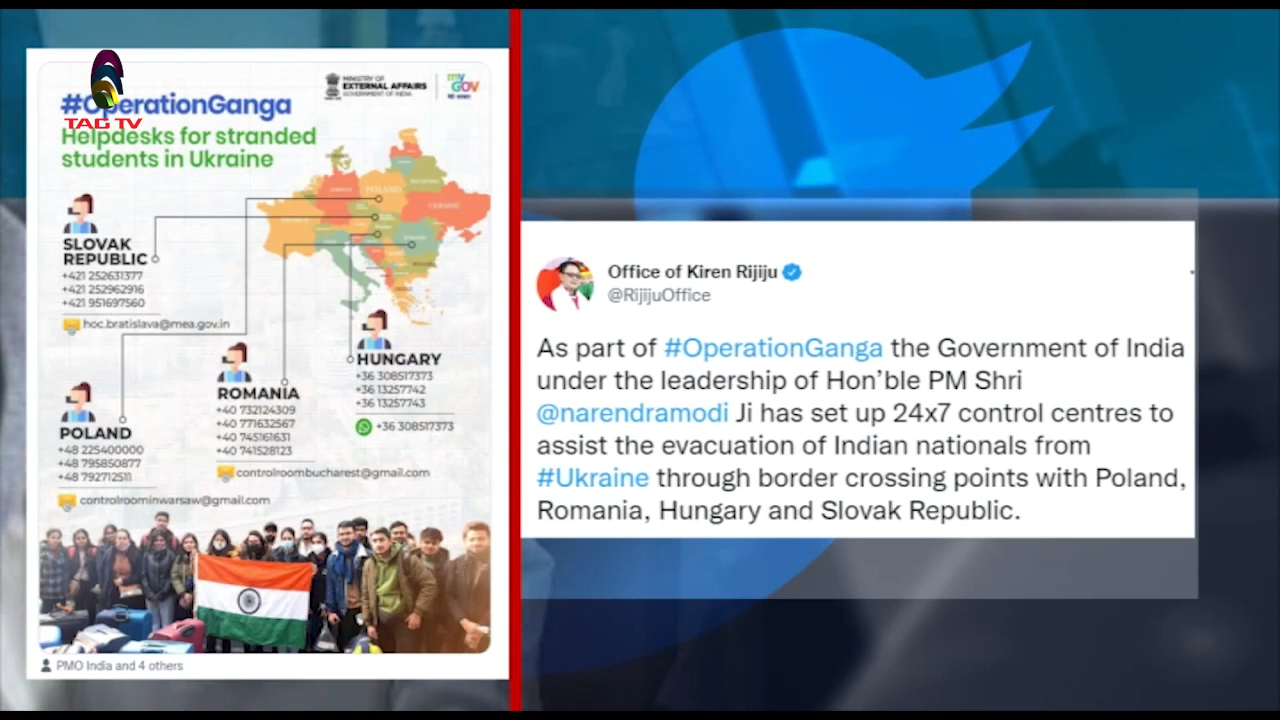 #OperationGanga
TAG TV
Helpdesks for stranded
students in Ukraine
MINISTRY OF
EXTERNAL AFFAIRS
GOVERNMENT OF INDIA
my
GOV
POLAND
UKRAINE
SLOVAK
REPUBLIC
+421 252631377
+421 252962916
+421 951697560
hoc.bratislava@mea.gov.in
HUNGARY
+36 308517373
+36 13257742
+36 13257743
+36 308517373
ROMANIA
+40 732124309
+40 771632567
+40 745161631
+40 741528123
controlroombucharest@gmail.com
POLAND
+48 225400000
+48 795850877
+48 792712511
controlroominwarsaw@gmail.com
PMO India and 4 others
Office of Kiren Rijiju
@RijijuOffice
As part of #OperationGanga the Government of India
under the leadership of Hon’ble PM Shri
@narendramodi Ji has set up 24x7 control centres to
assist the evacuation of Indian nationals from
#Ukraine through border crossing points with Poland,
Romania, Hungary and Slovak Republic.